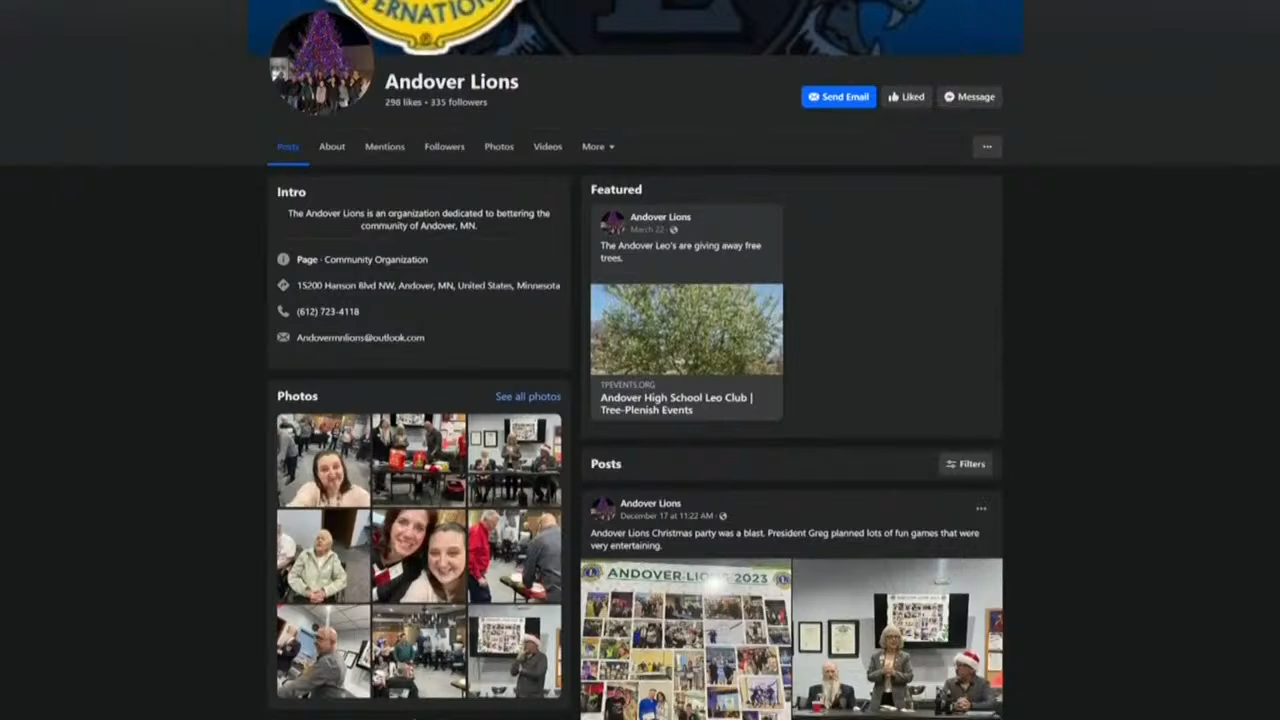 INTERNATIONAL
Andover Lions
298 likes • 335 followers
Send Email
Liked
Message
Posts
About
Mentions
Followers
Photos
Videos
More
Intro
The Andover Lions is an organization dedicated to bettering the
community of Andover, MN.
Page · Community Organization
15200 Hanson Blvd NW, Andover, MN, United States, Minnesota
(612) 723-4118
Andovermnlions@outlook.com
Photos
See all photos
Featured
Andover Lions
March 22 ·
The Andover Leo's are giving away free
trees.
TPEVENTS.ORG
Andover High School Leo Club |
Tree-Plenish Events
Posts
Filters
Andover Lions
December 17 at 11:22 AM ·
Andover Lions Christmas party was a blast. President Greg planned lots of fun games that were
very entertaining.
ANDOVER LIONS 2023